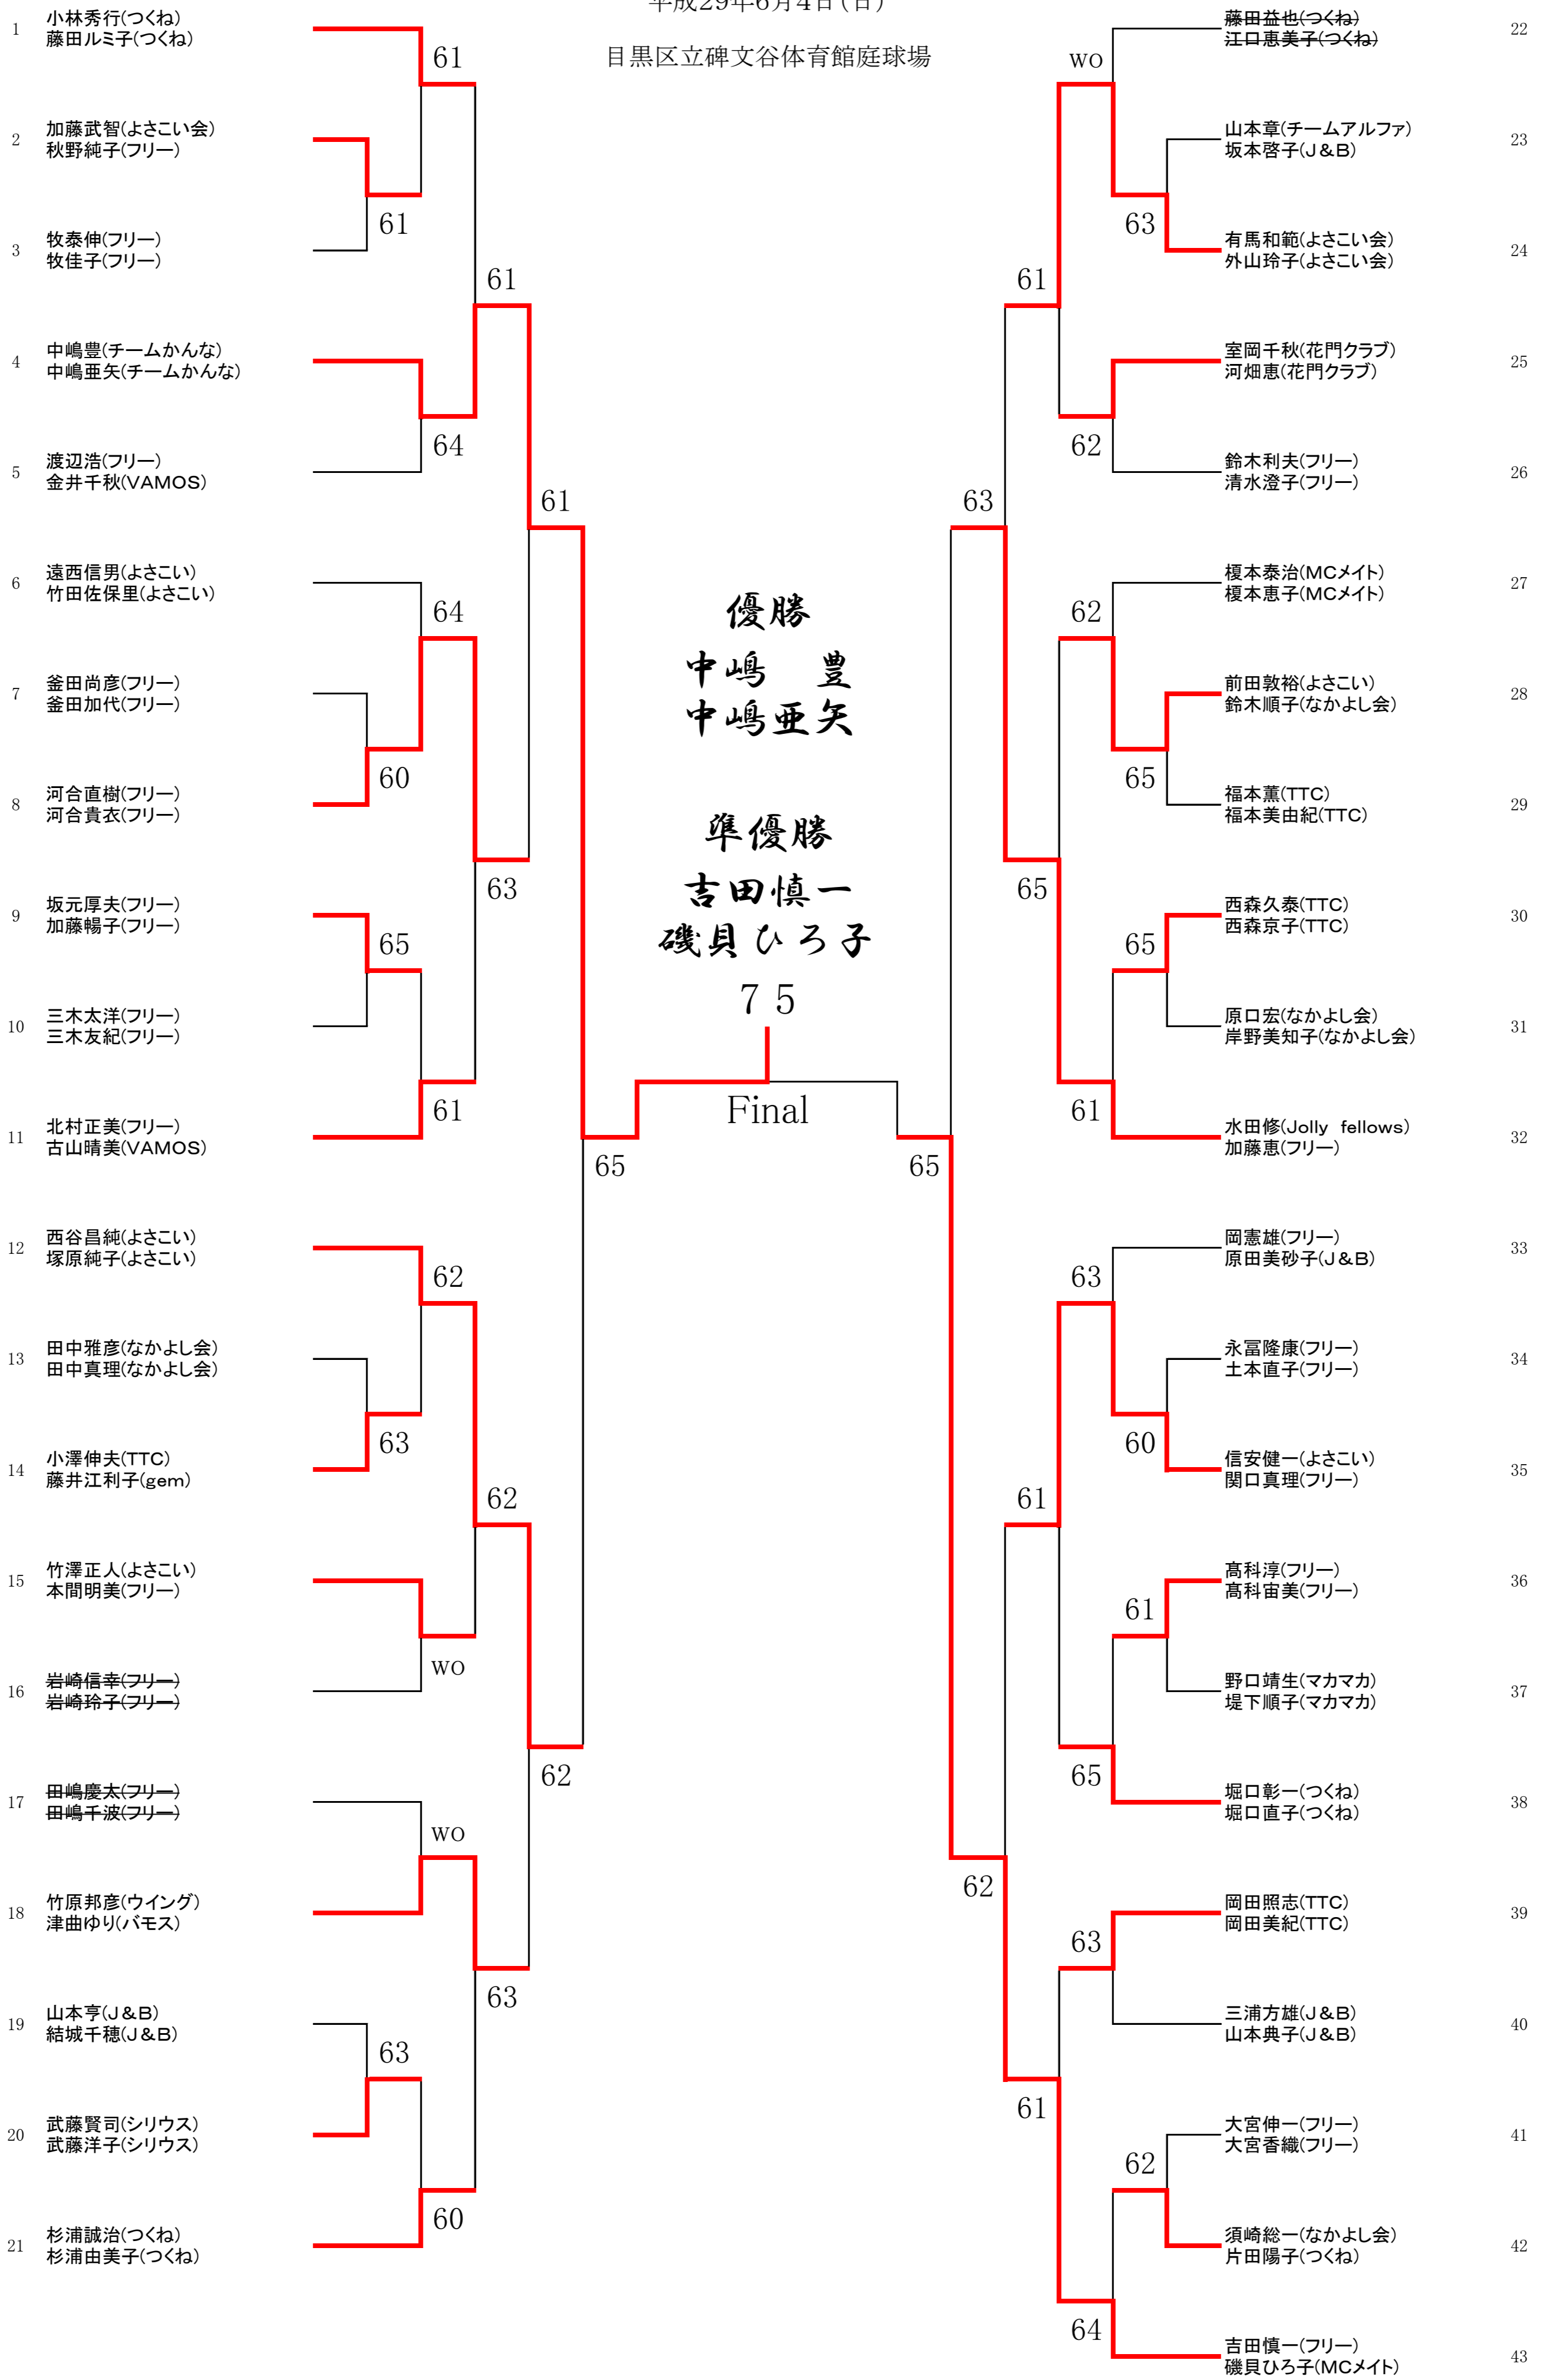 平成29年6月4日(日)
目黒区立碑文谷体育館庭球場
1
小林秀行(つくね)
藤田ルミ子(つくね)
61
2
加藤武智(よさこい会)
秋野純子(フリー)
61
3
牧泰伸(フリー)
牧佳子(フリー)
61
4
中嶋豊(チームかんな)
中嶋亜矢(チームかんな)
64
5
渡辺浩(フリー)
金井千秋(VAMOS)
61
6
遠西信男(よさこい)
竹田佐保里(よさこい)
64
7
釜田尚彦(フリー)
釜田加代(フリー)
60
8
河合直樹(フリー)
河合貴衣(フリー)
63
9
坂元厚夫(フリー)
加藤暢子(フリー)
65
10
三木太洋(フリー)
三木友紀(フリー)
61
11
北村正美(フリー)
古山晴美(VAMOS)
65
12
西谷昌純(よさこい)
塚原純子(よさこい)
62
13
田中雅彦(なかよし会)
田中真理(なかよし会)
63
14
小澤伸夫(TTC)
藤井江利子(gem)
62
15
竹澤正人(よさこい)
本間明美(フリー)
WO
16
岩崎信幸(フリー)
岩崎玲子(フリー)
62
17
田嶋慶太(フリー)
田嶋千波(フリー)
WO
18
竹原邦彦(ウイング)
津曲ゆり(バモス)
63
19
山本亨(J&B)
結城千穂(J&B)
63
20
武藤賢司(シリウス)
武藤洋子(シリウス)
60
21
杉浦誠治(つくね)
杉浦由美子(つくね)
優勝
中嶋 豊
中嶋亜矢
準優勝
吉田慎一
磯貝ひろ子
7 5
Final
藤田益也(つくね)
江口恵美子(つくね)
22
WO
山本章(チームアルファ)
坂本啓子(J&B)
23
63
有馬和範(よさこい会)
外山玲子(よさこい会)
24
61
室岡千秋(花門クラブ)
河畑恵(花門クラブ)
25
62
鈴木利夫(フリー)
清水澄子(フリー)
26
63
榎本泰治(MCメイト)
榎本恵子(MCメイト)
27
62
前田敦裕(よさこい)
鈴木順子(なかよし会)
28
65
福本薫(TTC)
福本美由紀(TTC)
29
65
西森久泰(TTC)
西森京子(TTC)
30
65
原口宏(なかよし会)
岸野美知子(なかよし会)
31
61
水田修(Jolly fellows)
加藤恵(フリー)
32
65
岡憲雄(フリー)
原田美砂子(J&B)
33
63
永冨隆康(フリー)
土本直子(フリー)
34
60
信安健一(よさこい)
関口真理(フリー)
35
61
髙科淳(フリー)
髙科宙美(フリー)
36
61
野口靖生(マカマカ)
堤下順子(マカマカ)
37
65
堀口彰一(つくね)
堀口直子(つくね)
38
62
岡田照志(TTC)
岡田美紀(TTC)
39
63
三浦方雄(J&B)
山本典子(J&B)
40
61
大宮伸一(フリー)
大宮香織(フリー)
41
62
須崎総一(なかよし会)
片田陽子(つくね)
42
64
吉田慎一(フリー)
磯貝ひろ子(MCメイト)
43